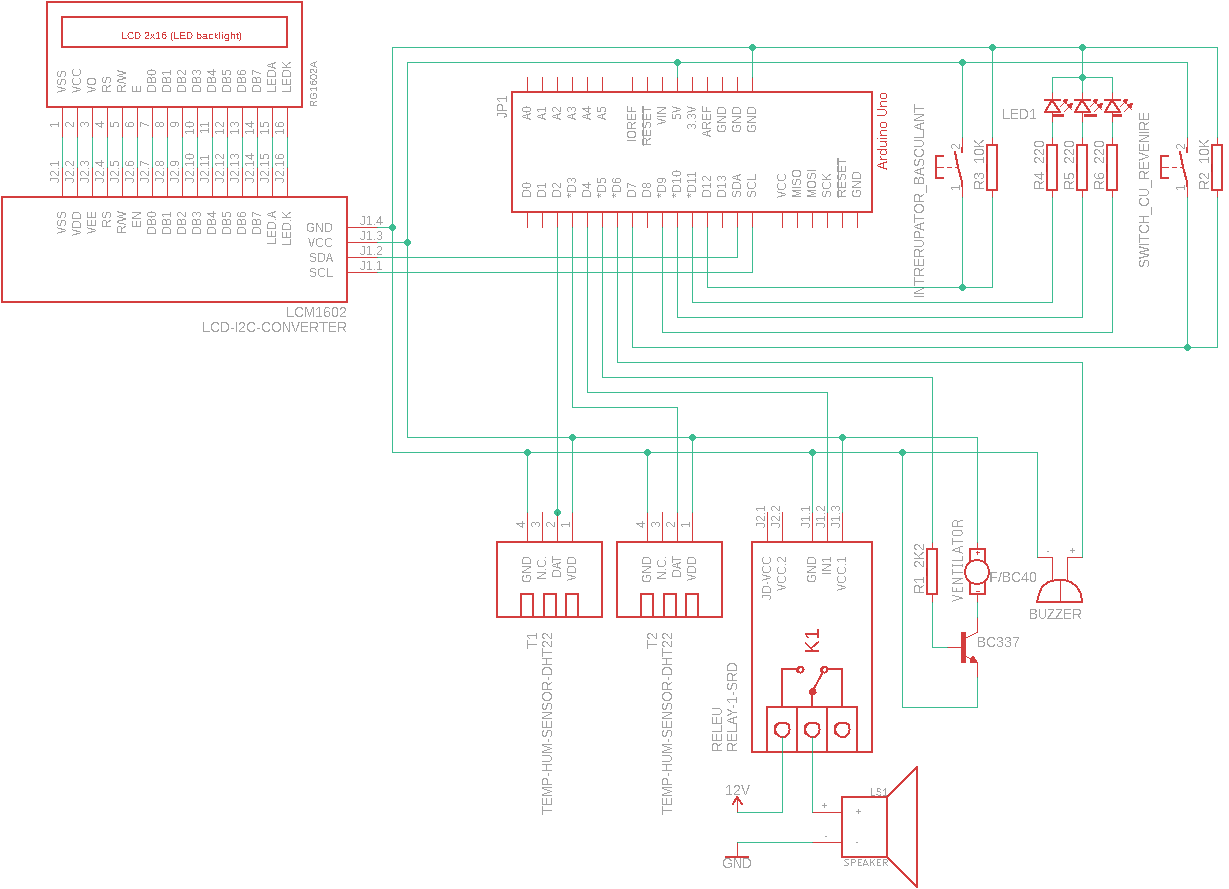 LCD 2x16 (LED backlight)
VSS VCC VO RS R/W E DB0 DB1 DB2 DB3 DB4 DB5 DB6 DB7 LEDA LEDK
RG1602A
1 2 3 4 5 6 7 8 9 10 11 12 13 14 15 16
J2.1 J2.2 J2.3 J2.4 J2.5 J2.6 J2.7 J2.8 J2.9 J2.10 J2.11 J2.12 J2.13 J2.14 J2.15 J2.16
VSS VDD VEE RS R/W EN DB0 DB1 DB2 DB3 DB4 DB5 DB6 DB7 LED.A LED.K
GND J1.4
VCC J1.3
SDA J1.2
SCL J1.1
LCM1602
LCD-I2C-CONVERTER
JP1
A0 A1 A2 A3 A4 A5 IOREF RESET VIN 5V 3.3V AREF GND GND GND
D0 D1 D2 *D3 D4 *D5 *D6 D7 D8 *D9 *D10 *D11 D12 D13 SDA SCL VCC MISO MOSI SCK RESET GND
Arduino Uno
INTRERUPATOR_BASCULANT
1 2
R3 10K
LED1
R4 220
R5 220
R6 220
SWITCH_CU_REVENIRE
1 2
R2 10K
4 3 2 1
GND N.C. DAT VDD
T1
TEMP-HUM-SENSOR-DHT22
4 3 2 1
GND N.C. DAT VDD
T2
TEMP-HUM-SENSOR-DHT22
J2.1 J2.2 J1.1 J1.2 J1.3
JD-VCC VCC.2 GND IN1 VCC.1
K1
RELEU
RELAY-1-SRD
R1 2K2
VENTILATOR
+
-
F/BC40
BC337
- +
BUZZER
12V
GND
LS1
+ +
- -
SPEAKER